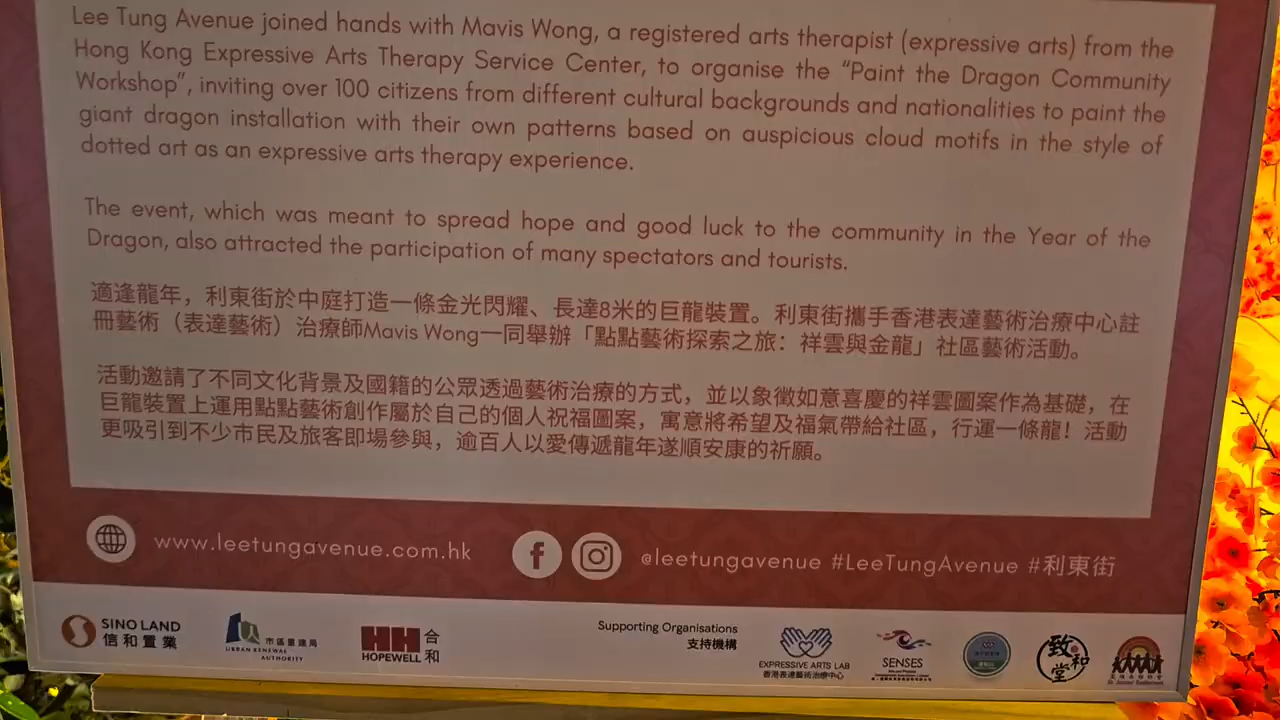 Lee Tung Avenue joined hands with Mavis Wong, a registered arts therapist (expressive arts) from the
Hong Kong Expressive Arts Therapy Service Center, to organise the “Paint the Dragon Community
Workshop”, inviting over 100 citizens from different cultural backgrounds and nationalities to paint the
giant dragon installation with their own patterns based on auspicious cloud motifs in the style of
dotted art as an expressive arts therapy experience.
The event, which was meant to spread hope and good luck to the community in the Year of the
Dragon, also attracted the participation of many spectators and tourists.
適逢龍年，利東街於中庭打造一條金光閃耀、長達8米的巨龍裝置。利東街攜手香港表達藝術治療中心註
冊藝術（表達藝術）治療師Mavis Wong一同舉辦「點點藝術探索之旅：祥雲與金龍」社區藝術活動。
活動邀請了不同文化背景及國籍的公眾透過藝術治療的方式，並以象徵如意喜慶的祥雲圖案作為基礎，在
巨龍裝置上運用點點藝術創作屬於自己的個人祝福圖案，寓意將希望及福氣帶給社區，行運一條龍！活動
更吸引到不少市民及旅客即場參與，逾百人以愛傳遞龍年遂順安康的祈願。
www.leetungavenue.com.hk
@leetungavenue #LeeTungAvenue #利東街
SINO LAND
信和置業
市區重建局
URBAN RENEWAL
AUTHORITY
HH
HOPEWELL
合和
Supporting Organisations
支持機構
EXPRESSIVE ARTS LAB
香港表達藝術治療中心
SENSES
致和堂